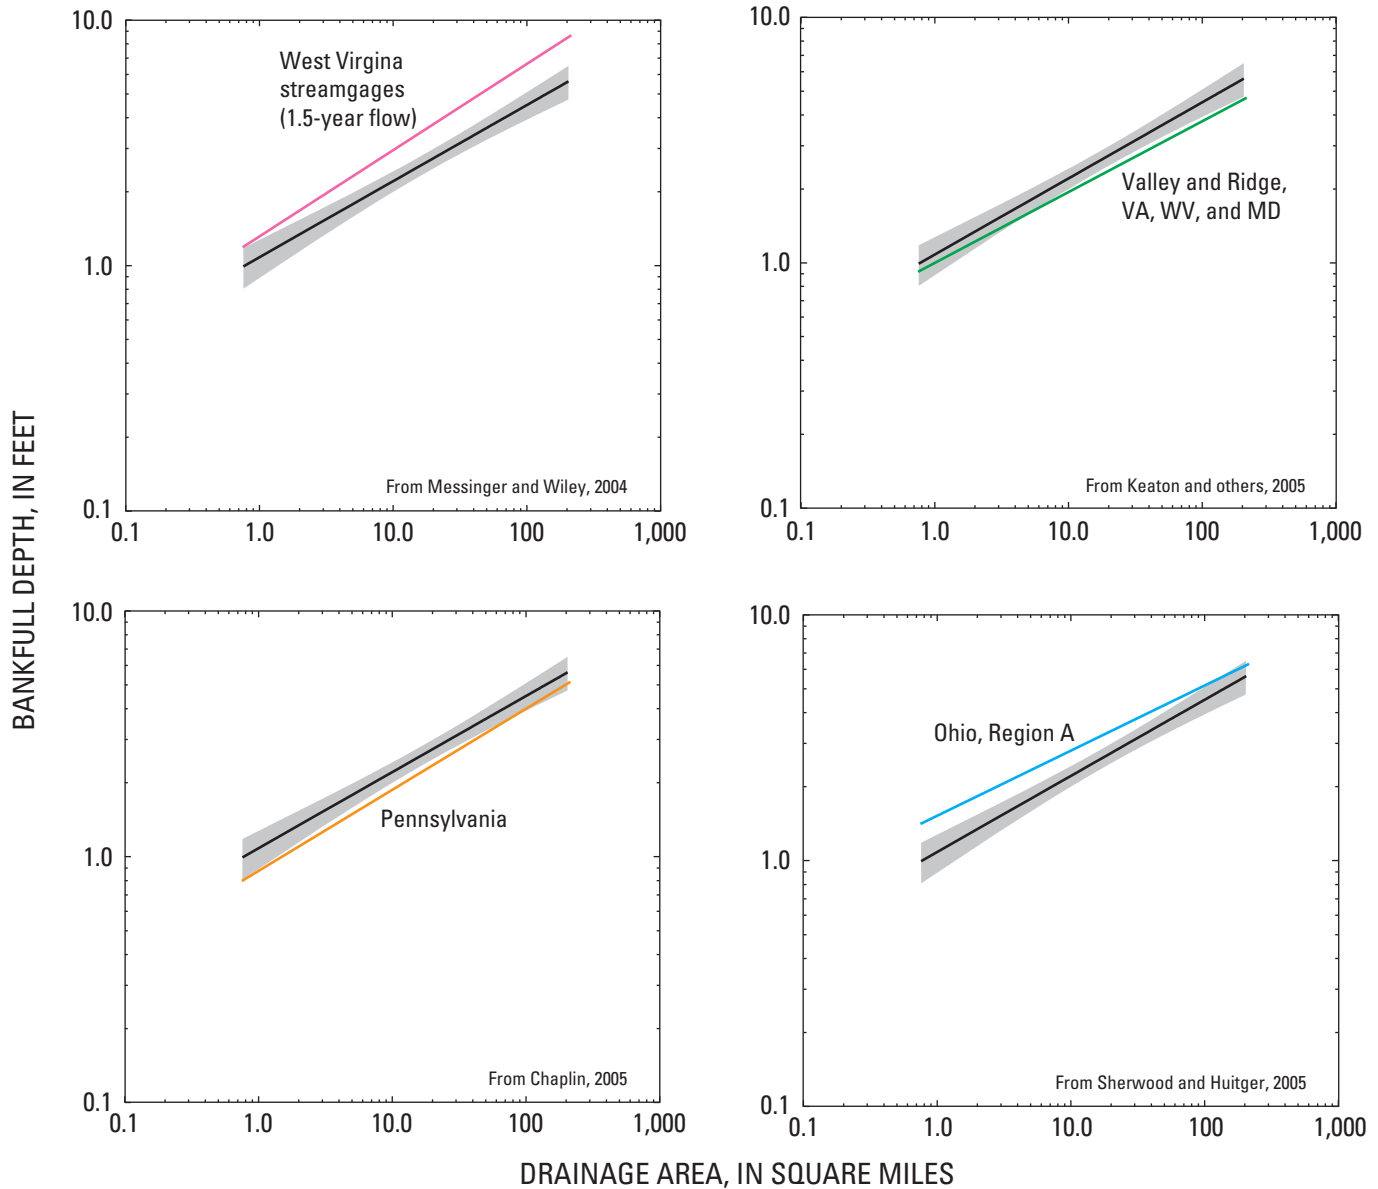 BANKFULL DEPTH, IN FEET
10.0
1.0
0.1
0.1 1.0 10.0 100 1,000
West Virgina
streamgages
(1.5-year flow)
From Messinger and Wiley, 2004
10.0
1.0
0.1
0.1 1.0 10.0 100 1,000
Valley and Ridge,
VA, WV, and MD
From Keaton and others, 2005
10.0
1.0
0.1
0.1 1.0 10.0 100 1,000
Pennsylvania
From Chaplin, 2005
10.0
1.0
0.1
0.1 1.0 10.0 100 1,000
Ohio, Region A
From Sherwood and Huitger, 2005
DRAINAGE AREA, IN SQUARE MILES